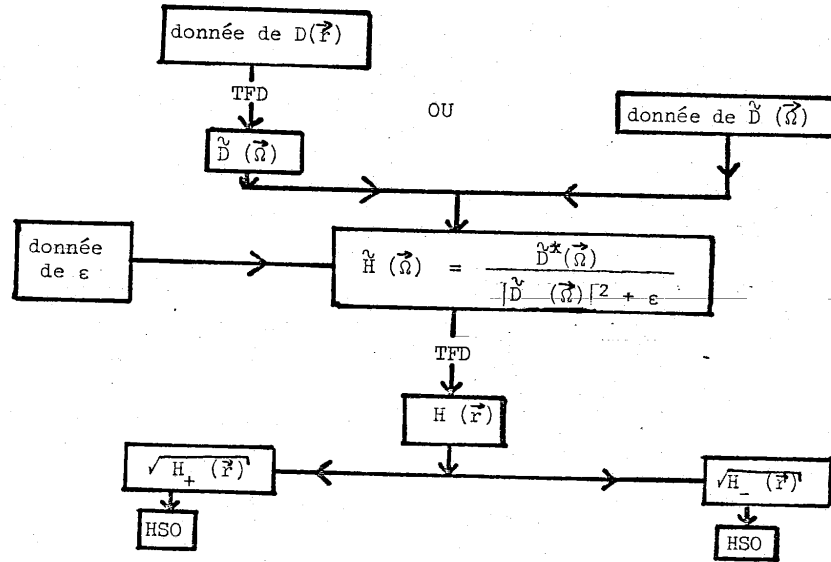 donnée de D(r⃗)
TFD
OU
donnée de D̃ (Ω⃗)
D̃ (Ω⃗)
donnée
de ε
H̃ (Ω⃗) = D̃*(Ω⃗) / |D̃ (Ω⃗)|² + ε
TFD
H (r⃗)
√H₊ (r⃗)
√H₋ (r⃗)
HSO
HSO